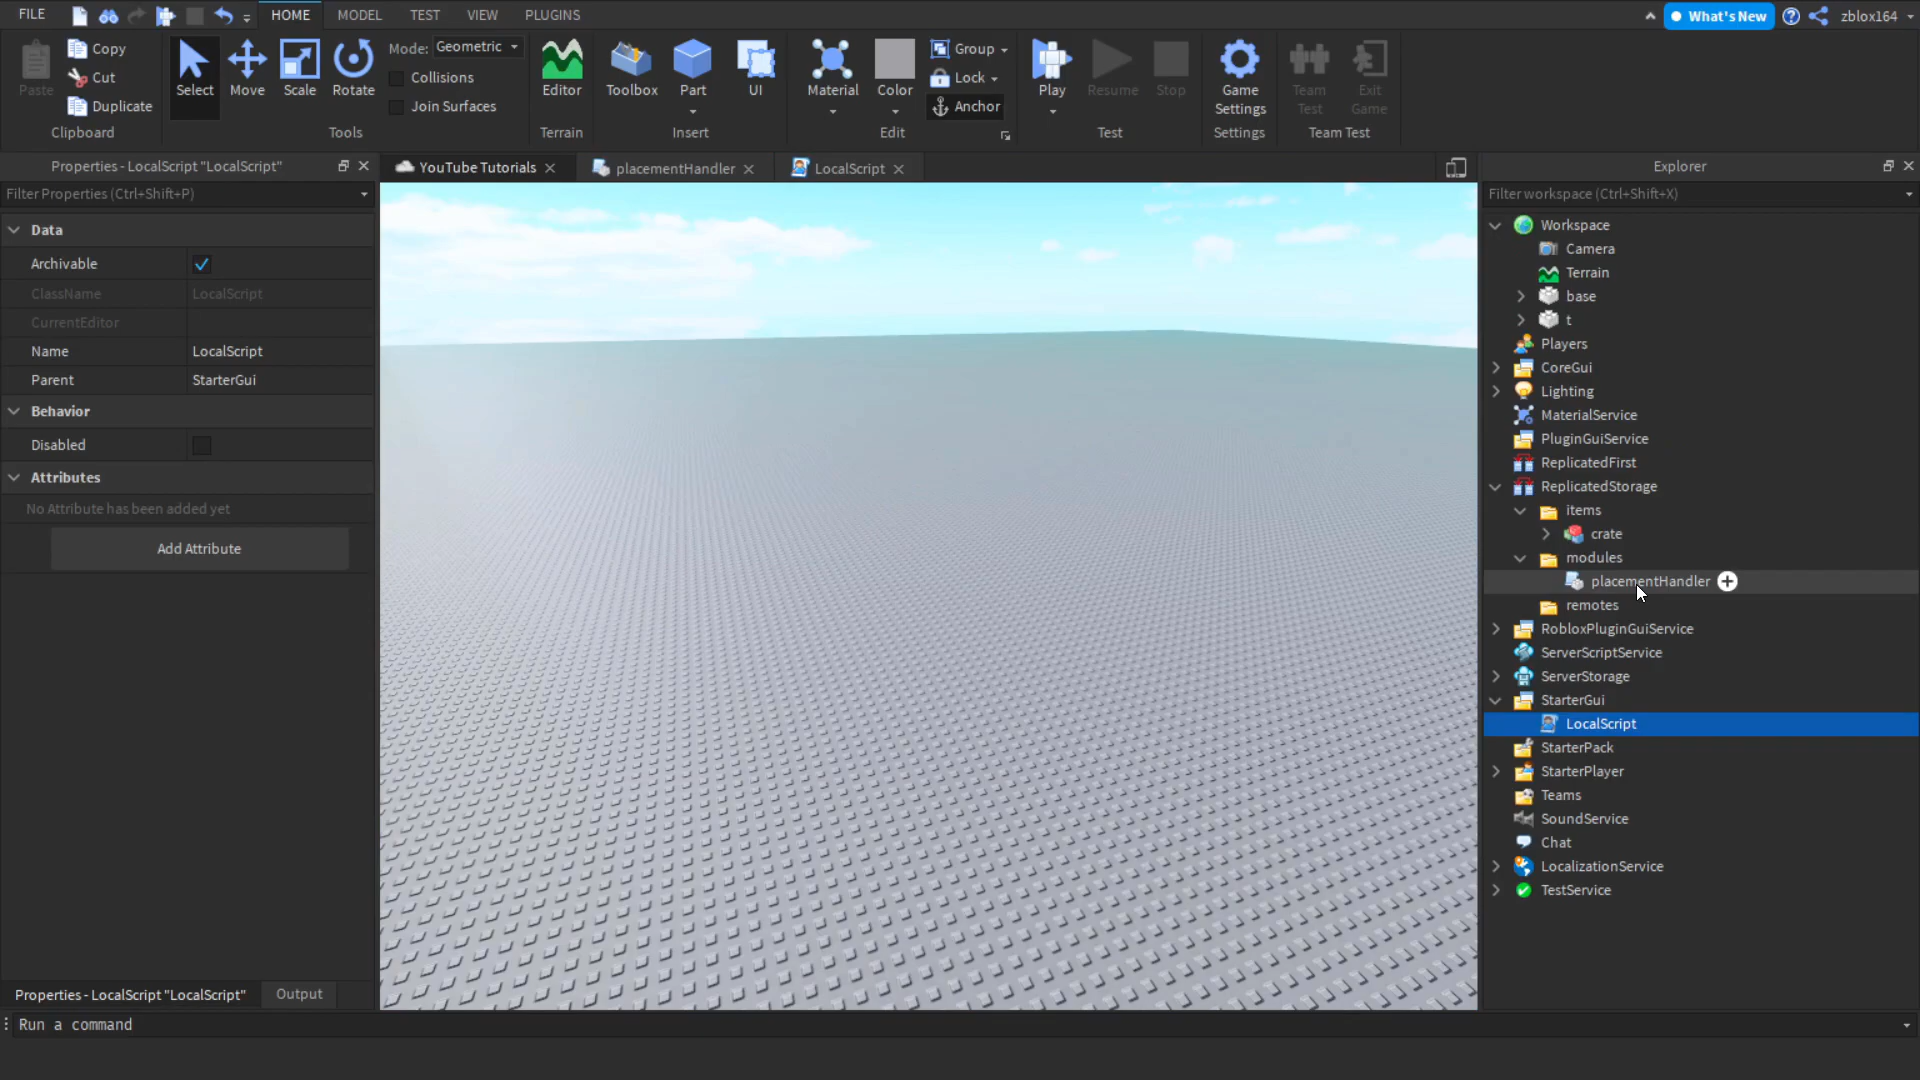 FILE HOME MODEL TEST VIEW PLUGINS What's New zblox164
Paste Copy Cut Duplicate Clipboard
Select Move Scale Rotate Mode: Geometric Collisions Join Surfaces Tools
Editor Terrain
Toolbox Part UI Insert
Material Color Group Lock Anchor Edit
Play Resume Stop Test
Game Settings Settings
Team Test Exit Game Team Test
Properties - LocalScript "LocalScript"
YouTube Tutorials placementHandler LocalScript
Explorer
Filter Properties (Ctrl+Shift+P)
Data
Archivable
ClassName LocalScript
CurrentEditor
Name LocalScript
Parent StarterGui
Behavior
Disabled
Attributes
No Attribute has been added yet
Add Attribute
Filter workspace (Ctrl+Shift+X)
Workspace
Camera
Terrain
base
t
Players
CoreGui
Lighting
MaterialService
PluginGuiService
ReplicatedFirst
ReplicatedStorage
items
crate
modules
placementHandler
remotes
RobloxPluginGuiService
ServerScriptService
ServerStorage
StarterGui
LocalScript
StarterPack
StarterPlayer
Teams
SoundService
Chat
LocalizationService
TestService
Properties - LocalScript "LocalScript" Output
Run a command